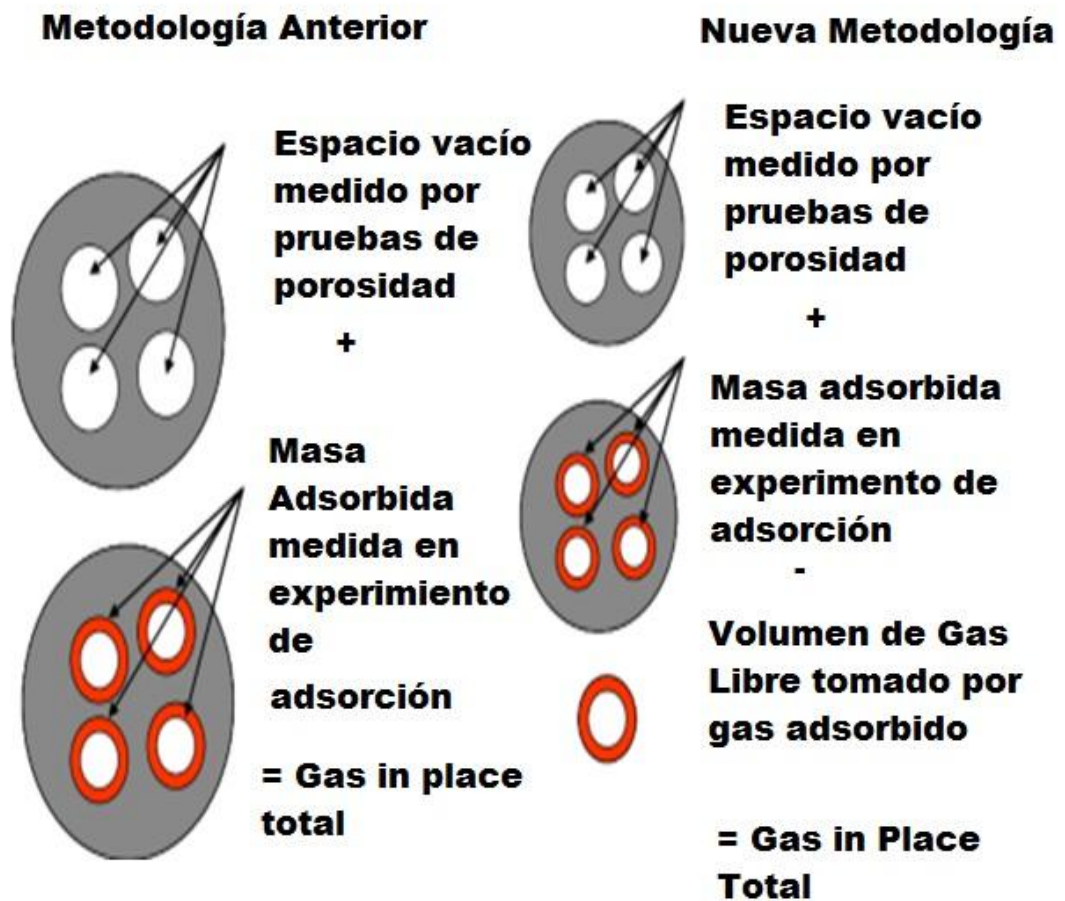 Metodología Anterior
Espacio vacío
medido por
pruebas de
porosidad
+
Masa
Adsorbida
medida en
experimiento
de
adsorción
= Gas in place
total
Nueva Metodología
Espacio vacío
medido por
pruebas de
porosidad
+
Masa adsorbida
medida en
experimento de
adsorción
-
Volumen de Gas
Libre tomado por
gas adsorbido
= Gas in Place
Total